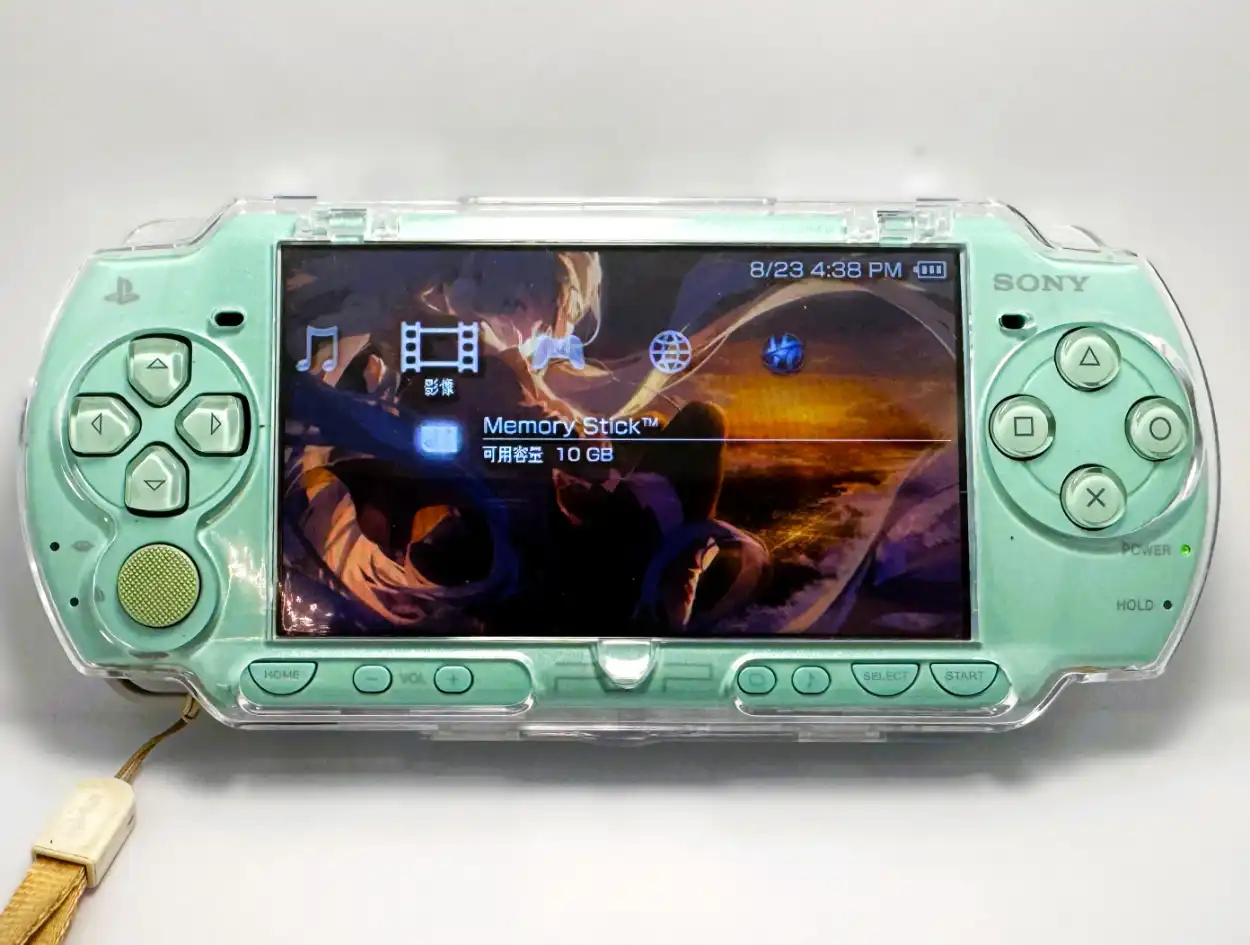 8/23 4:38 PM
SONY
影像
Memory Stick™
可用容量 10 GB
POWER
HOLD
HOME
VOL
SELECT
START
PSP